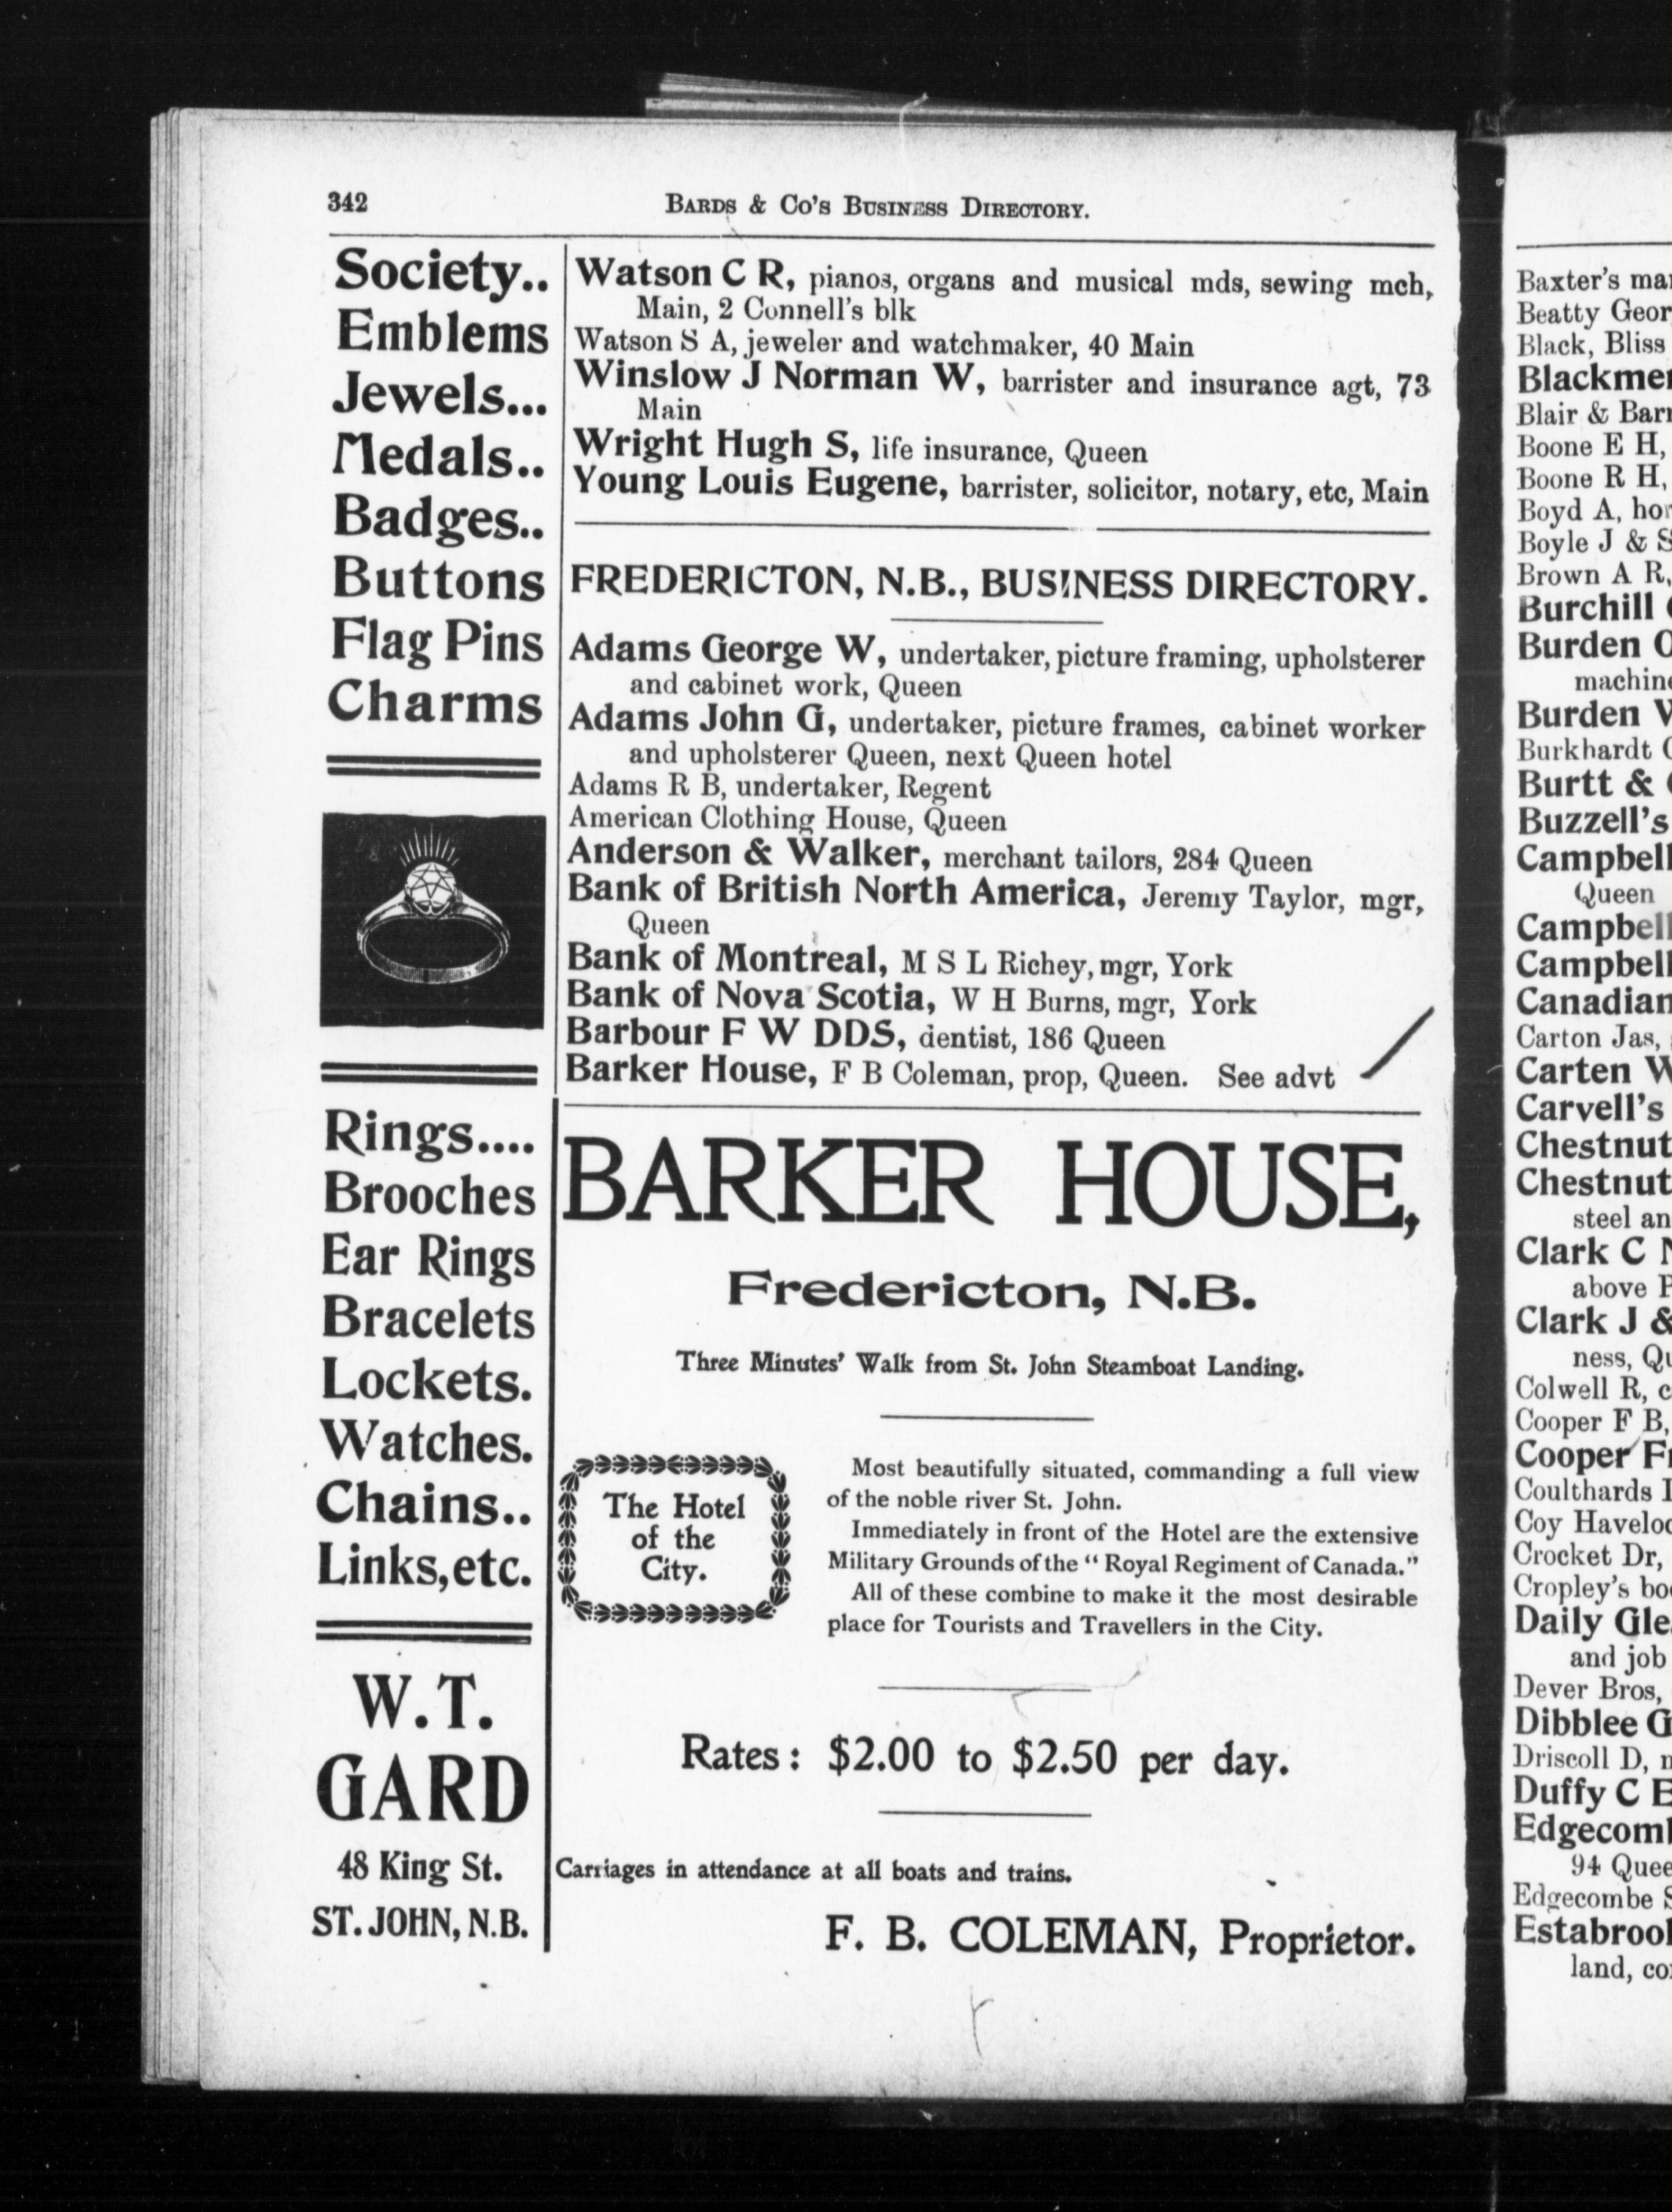 342
BARDS & CO'S BUSINESS DIRECTORY.
Society..
Emblems
Jewels...
Medals..
Badges..
Buttons
Flag Pins
Charms
Rings....
Brooches
Ear Rings
Bracelets
Lockets.
Watches.
Chains..
Links, etc.
W. T.
GARD
48 King St.
ST. JOHN, N.B.
Watson C R, pianos, organs and musical mds, sewing mch,
Main, 2 Connell's blk
Watson S A, jeweler and watchmaker, 40 Main
Winslow J Norman W, barrister and insurance agt, 73
Main
Wright Hugh S, life insurance, Queen
Young Louis Eugene, barrister, solicitor, notary, etc, Main
FREDERICTON, N.B., BUSINESS DIRECTORY.
Adams George W, undertaker, picture framing, upholsterer
and cabinet work, Queen
Adams John G, undertaker, picture frames, cabinet worker
and upholsterer Queen, next Queen hotel
Adams R B, undertaker, Regent
American Clothing House, Queen
Anderson & Walker, merchant tailors, 284 Queen
Bank of British North America, Jeremy Taylor, mgr,
Queen
Bank of Montreal, M S L Richey, mgr, York
Bank of Nova Scotia, W H Burns, mgr, York
Barbour F W DDS, dentist, 186 Queen
Barker House, F B Coleman, prop, Queen. See advt
BARKER HOUSE,
Fredericton, N.B.
Three Minutes' Walk from St. John Steamboat Landing.
The Hotel
of the
City.
Most beautifully situated, commanding a full view
of the noble river St. John.
Immediately in front of the Hotel are the extensive
Military Grounds of the "Royal Regiment of Canada."
All of these combine to make it the most desirable
place for Tourists and Travellers in the City.
Rates: $2.00 to $2.50 per day.
Carriages in attendance at all boats and trains.
F. B. COLEMAN, Proprietor.
Baxter's
Beatty
Black, Bliss
Blair &
Boone E H,
Boone R H,
Boyd A,
Boyle J &
Brown A R,
Burchill
Burden
Burden
Burkhardt
Burtt &
Buzzell's
Campbell
Queen
Campbell
Campbell
Canadian
Carton Jas,
Carten
Carvell's
Chestnut
Chestnut
steel
Clark C
above
Clark J &
Colwell R,
Cooper F B,
Cooper
Coulthards
Coy
Crocket Dr,
Cropley's
Daily
and job
Dever Bros,
Dibblee
Driscoll D,
Duffy C
94
Edgecombe
land,